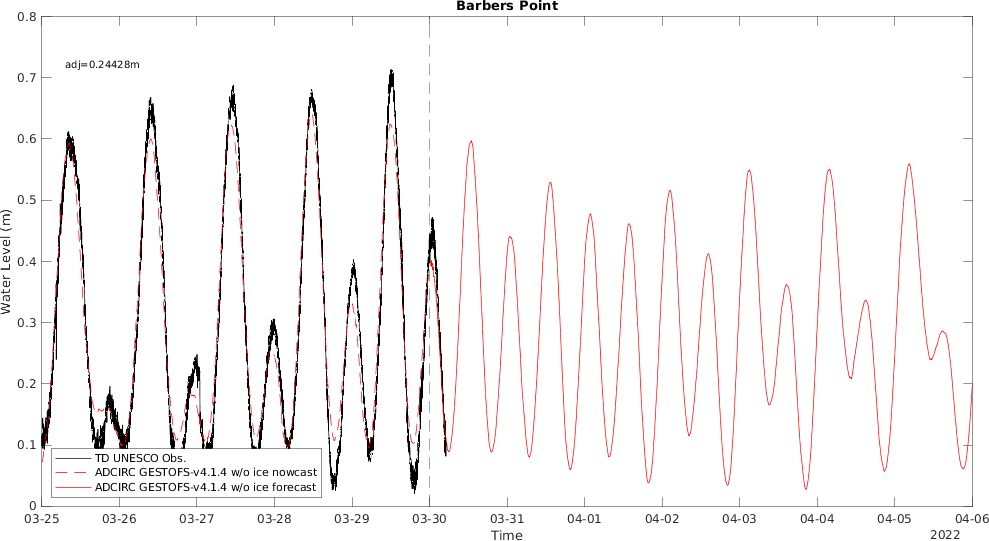 Barbers Point
0.8
0.7
0.6
0.5
0.4
0.3
0.2
0.1
0
Water Level (m)
adj=0.24428m
TD UNESCO Obs.
ADCIRC GESTOFS-v4.1.4 w/o ice nowcast
ADCIRC GESTOFS-v4.1.4 w/o ice forecast
03-25 03-26 03-27 03-28 03-29 03-30 03-31 04-01 04-02 04-03 04-04 04-05 04-06
Time
2022